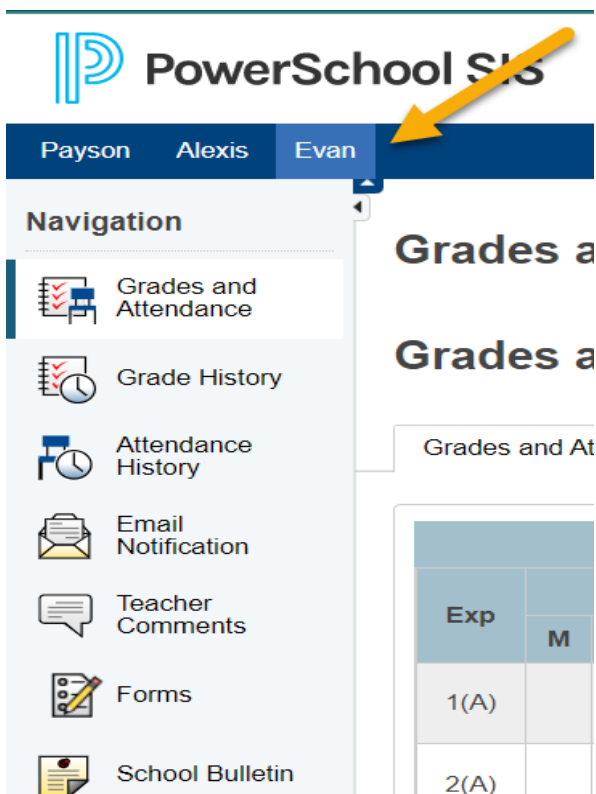 PowerSchool SIS
Payson Alexis Evan
Navigation
Grades and
Attendance
Grade History
Attendance
History
Email
Notification
Teacher
Comments
Forms
School Bulletin
Grades a
Grades a
Grades and At
Exp
M
1(A)
2(A)